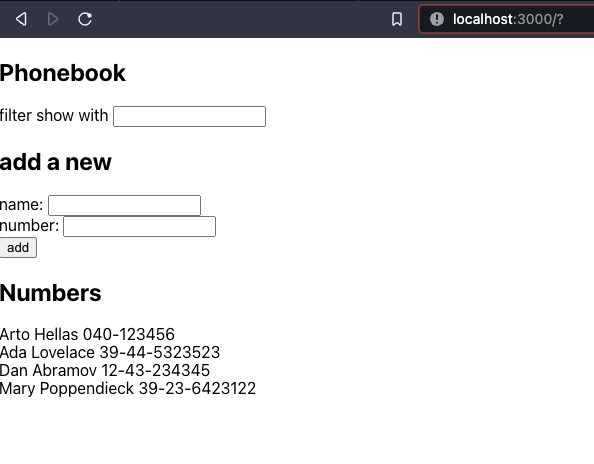 localhost:3000/?
Phonebook
filter show with
add a new
name:
number:
add
Numbers
Arto Hellas 040-123456
Ada Lovelace 39-44-5323523
Dan Abramov 12-43-234345
Mary Poppendieck 39-23-6423122